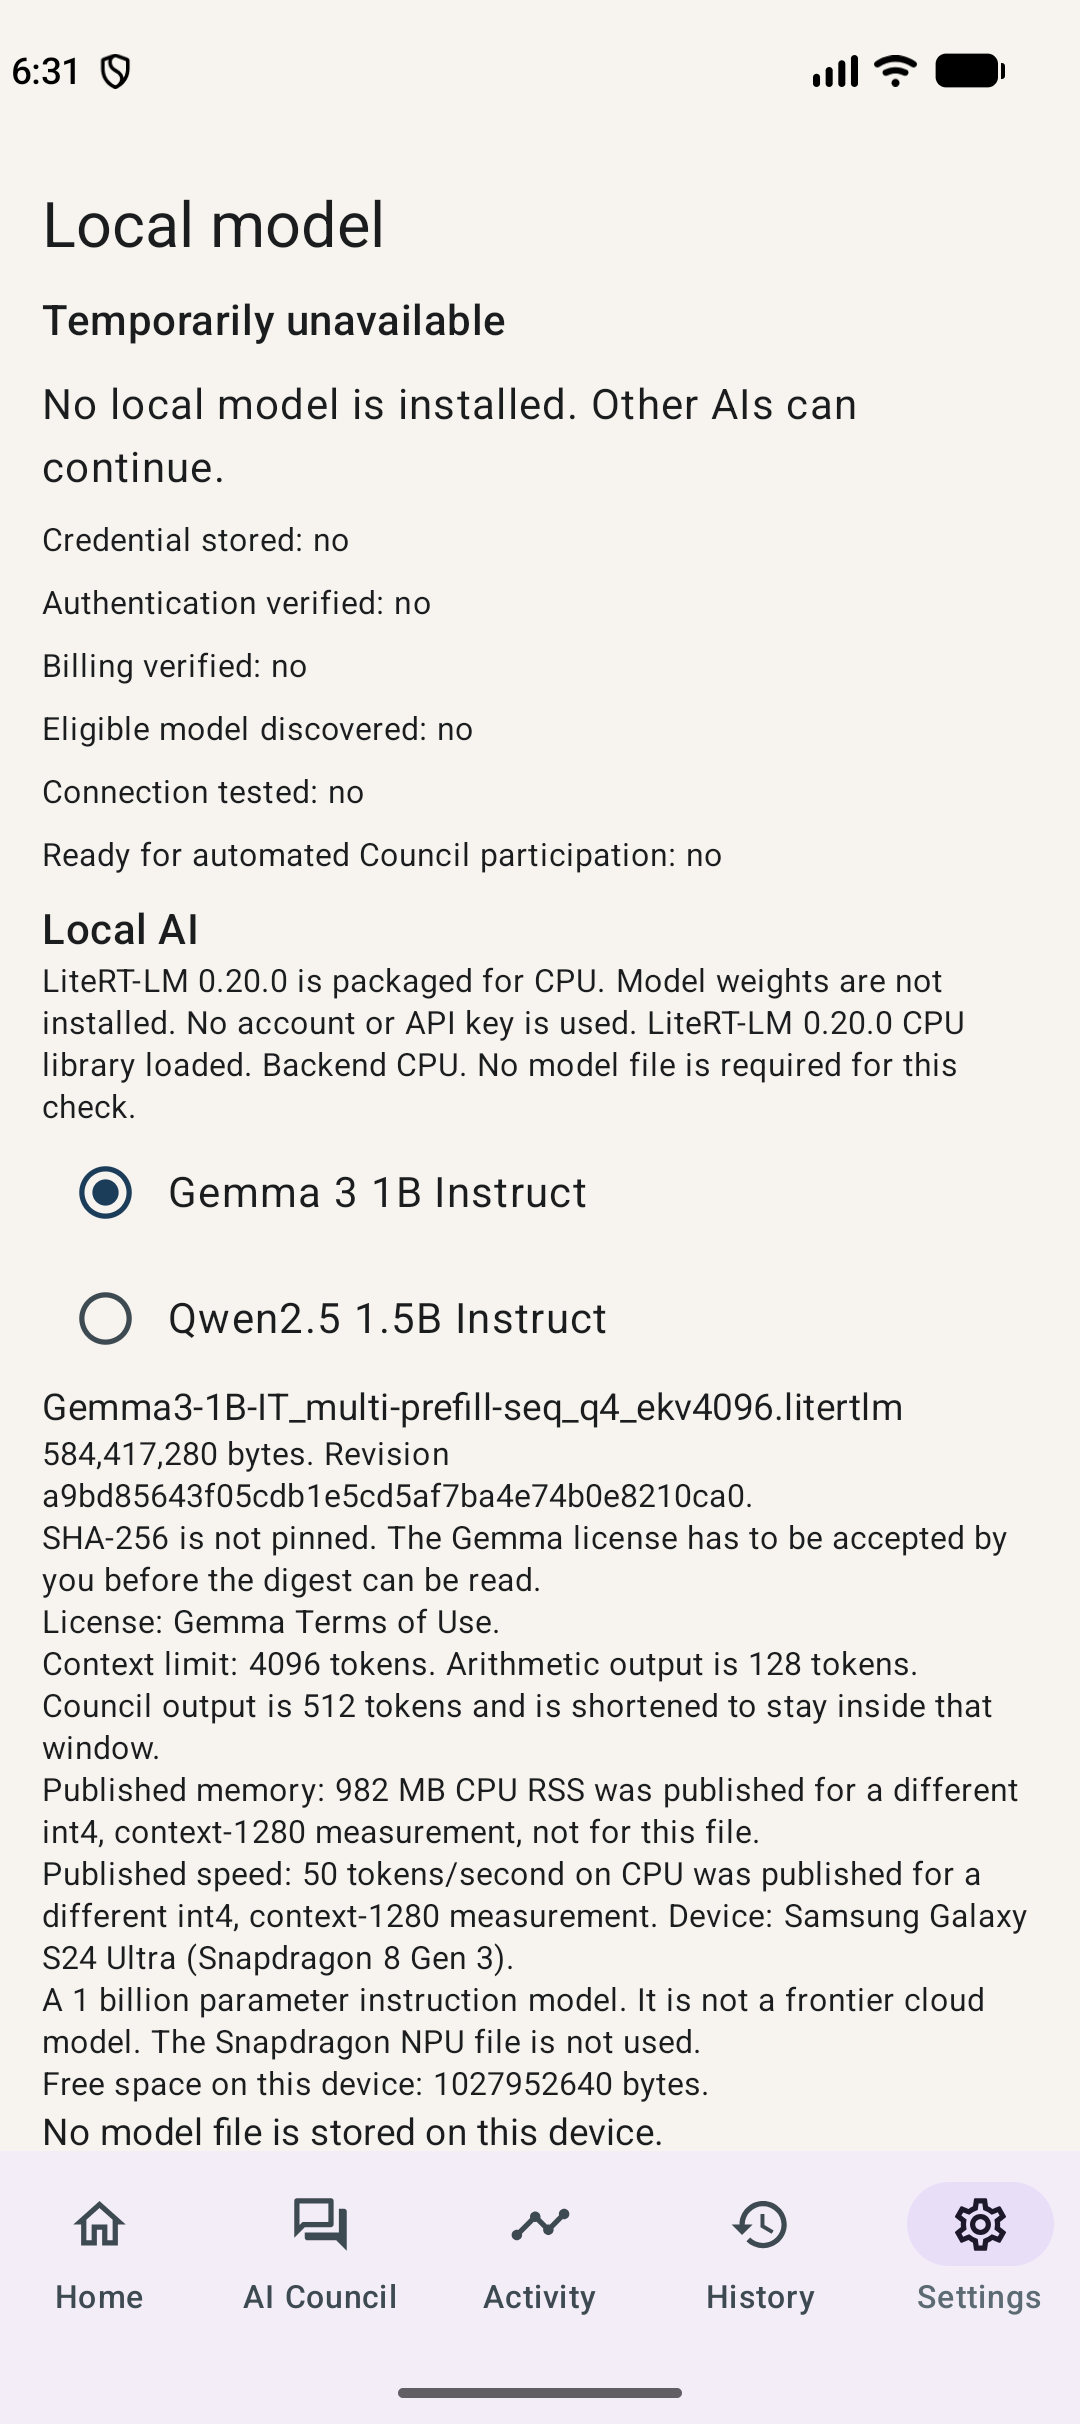 6:31
Local model
Temporarily unavailable
No local model is installed. Other AIs can
continue.
Credential stored: no
Authentication verified: no
Billing verified: no
Eligible model discovered: no
Connection tested: no
Ready for automated Council participation: no
Local AI
LiteRT-LM 0.20.0 is packaged for CPU. Model weights are not
installed. No account or API key is used. LiteRT-LM 0.20.0 CPU
library loaded. Backend CPU. No model file is required for this
check.
Gemma 3 1B Instruct
Qwen2.5 1.5B Instruct
Gemma3-1B-IT_multi-prefill-seq_q4_ekv4096.litertlm
584,417,280 bytes. Revision
a9bd85643f05cdb1e5cd5af7ba4e74b0e8210ca0.
SHA-256 is not pinned. The Gemma license has to be accepted by
you before the digest can be read.
License: Gemma Terms of Use.
Context limit: 4096 tokens. Arithmetic output is 128 tokens.
Council output is 512 tokens and is shortened to stay inside that
window.
Published memory: 982 MB CPU RSS was published for a different
int4, context-1280 measurement, not for this file.
Published speed: 50 tokens/second on CPU was published for a
different int4, context-1280 measurement. Device: Samsung Galaxy
S24 Ultra (Snapdragon 8 Gen 3).
A 1 billion parameter instruction model. It is not a frontier cloud
model. The Snapdragon NPU file is not used.
Free space on this device: 1027952640 bytes.
No model file is stored on this device.
Home
AI Council
Activity
History
Settings